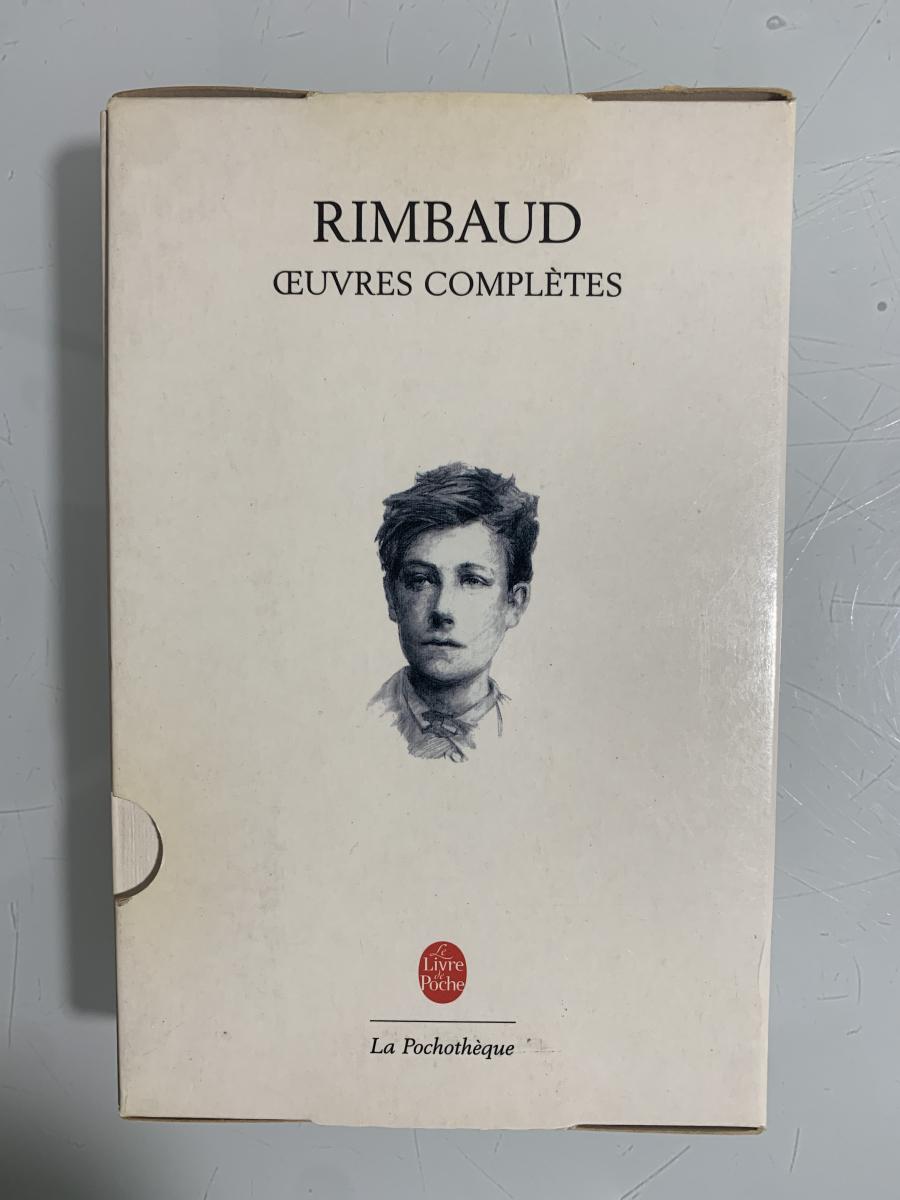 RIMBAUD
ŒUVRES COMPLÈTES
Le
Livre
de
Poche
La Pochothèque